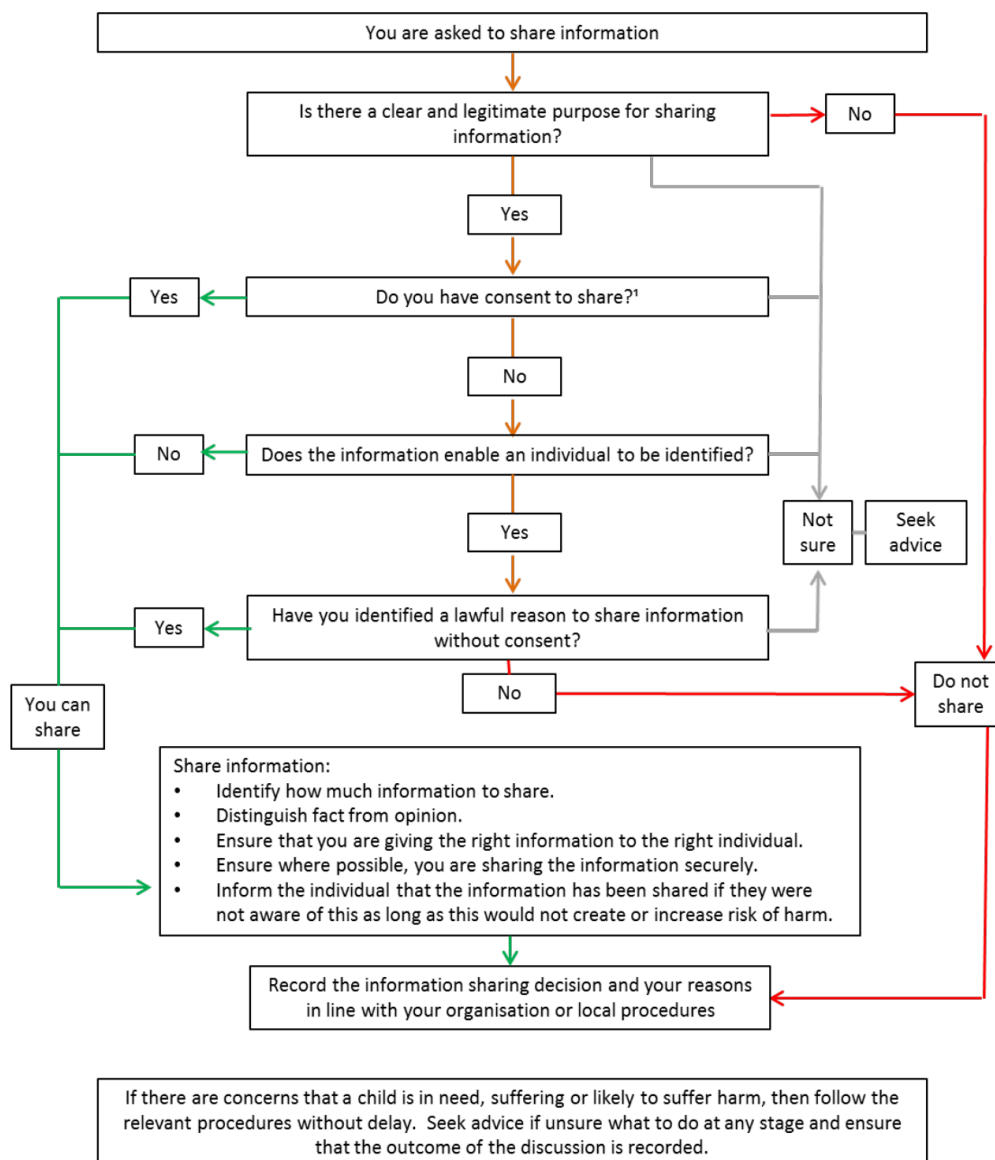 You are asked to share information
Is there a clear and legitimate purpose for sharing
information?
No
Yes
Yes
Do you have consent to share?¹
No
No
Does the information enable an individual to be identified?
Yes
Not
sure
Seek
advice
Yes
Have you identified a lawful reason to share information
without consent?
No
Do not
share
You can
share
Share information:
• Identify how much information to share.
• Distinguish fact from opinion.
• Ensure that you are giving the right information to the right individual.
• Ensure where possible, you are sharing the information securely.
• Inform the individual that the information has been shared if they were
not aware of this as long as this would not create or increase risk of harm.
Record the information sharing decision and your reasons
in line with your organisation or local procedures
If there are concerns that a child is in need, suffering or likely to suffer harm, then follow the
relevant procedures without delay.  Seek advice if unsure what to do at any stage and ensure
that the outcome of the discussion is recorded.